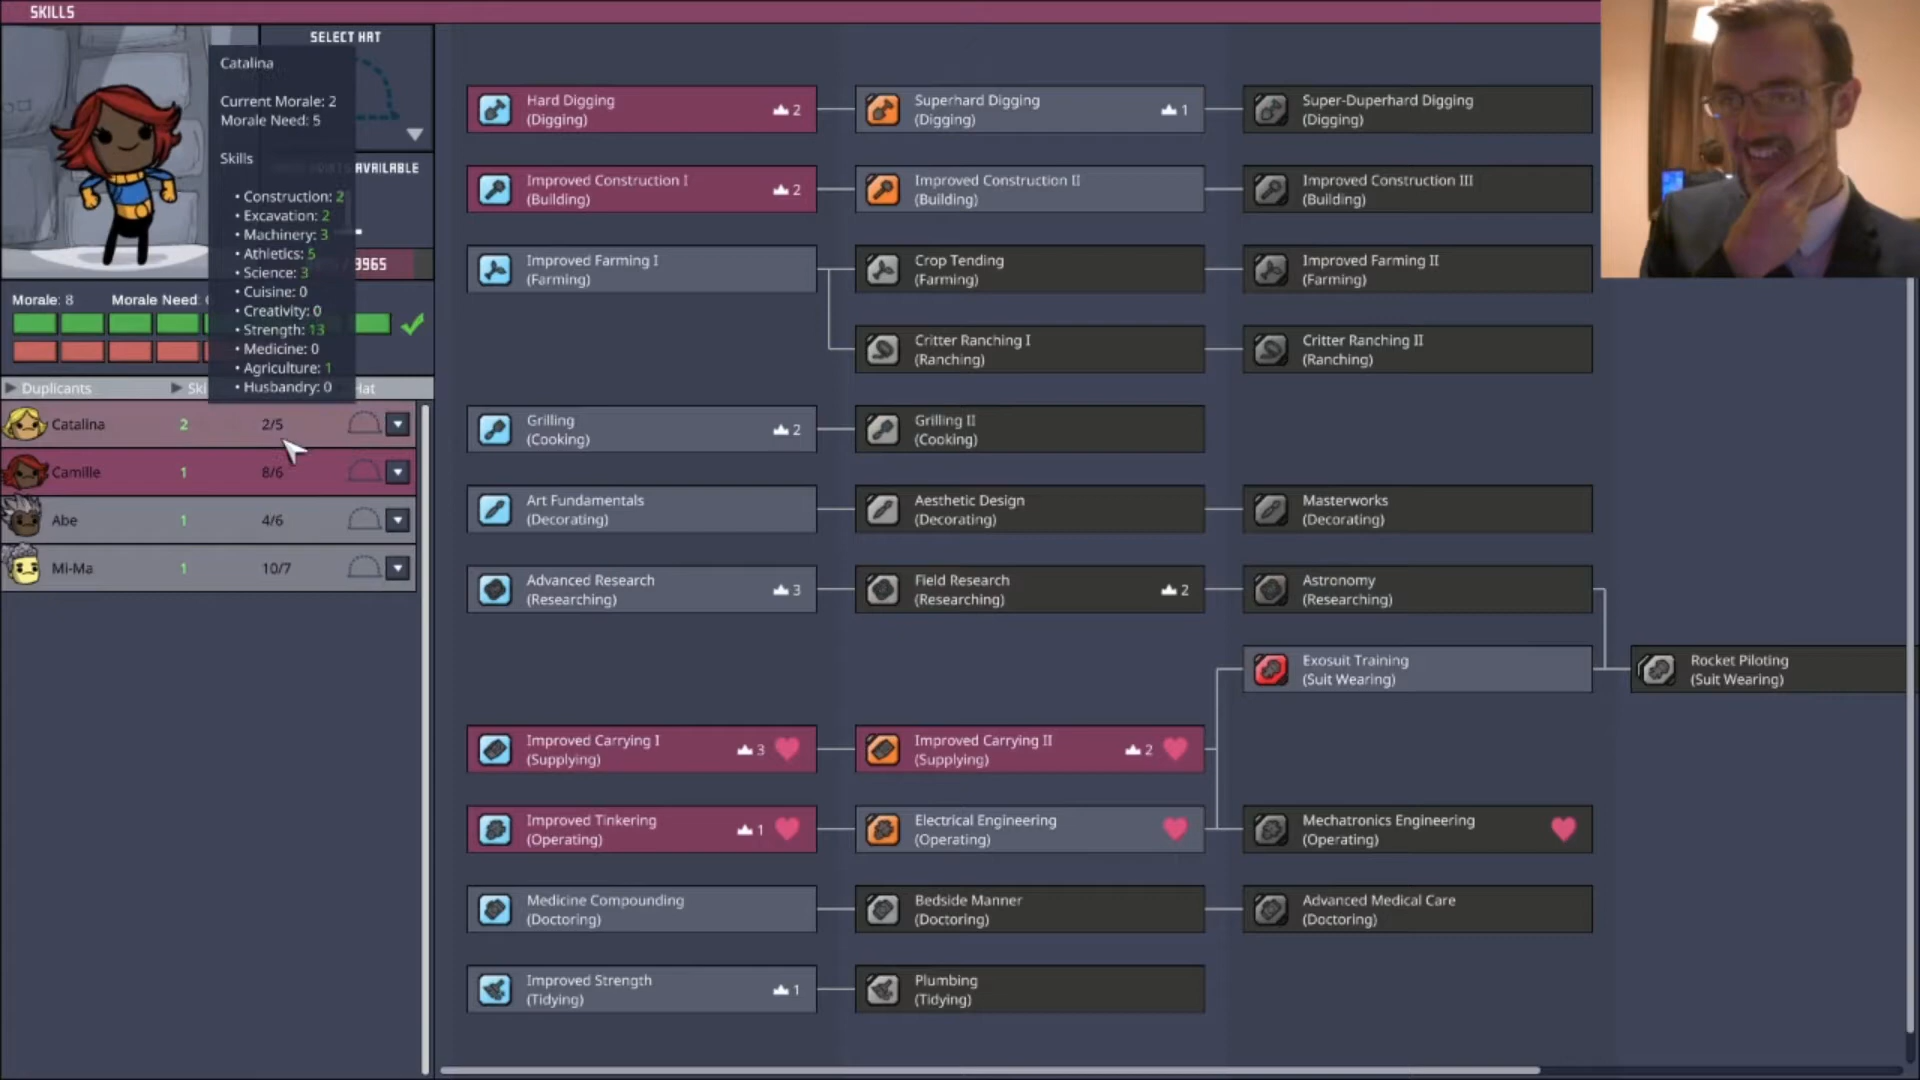 SKILLS
SELECT HAT
Catalina
Current Morale: 2
Morale Need: 5
Skills
AVAILABLE
• Construction: 2
• Excavation: 2
• Machinery: 3
• Athletics: 5
• Science: 3
• Cuisine: 0
• Creativity: 0
• Strength: 13
• Medicine: 0
• Agriculture: 1
• Husbandry: 0
3965
Morale: 8
Morale Need:
Duplicants
Catalina 2 2/5
Camille 1 8/6
Abe 1 4/6
Mi-Ma 1 10/7
Hard Digging
(Digging)
2
Superhard Digging
(Digging)
1
Super-Duperhard Digging
(Digging)
Improved Construction I
(Building)
2
Improved Construction II
(Building)
Improved Construction III
(Building)
Improved Farming I
(Farming)
Crop Tending
(Farming)
Improved Farming II
(Farming)
Critter Ranching I
(Ranching)
Critter Ranching II
(Ranching)
Grilling
(Cooking)
2
Grilling II
(Cooking)
Art Fundamentals
(Decorating)
Aesthetic Design
(Decorating)
Masterworks
(Decorating)
Advanced Research
(Researching)
3
Field Research
(Researching)
2
Astronomy
(Researching)
Exosuit Training
(Suit Wearing)
Rocket Piloting
(Suit Wearing)
Improved Carrying I
(Supplying)
3
Improved Carrying II
(Supplying)
2
Improved Tinkering
(Operating)
1
Electrical Engineering
(Operating)
Mechatronics Engineering
(Operating)
Medicine Compounding
(Doctoring)
Bedside Manner
(Doctoring)
Advanced Medical Care
(Doctoring)
Improved Strength
(Tidying)
1
Plumbing
(Tidying)